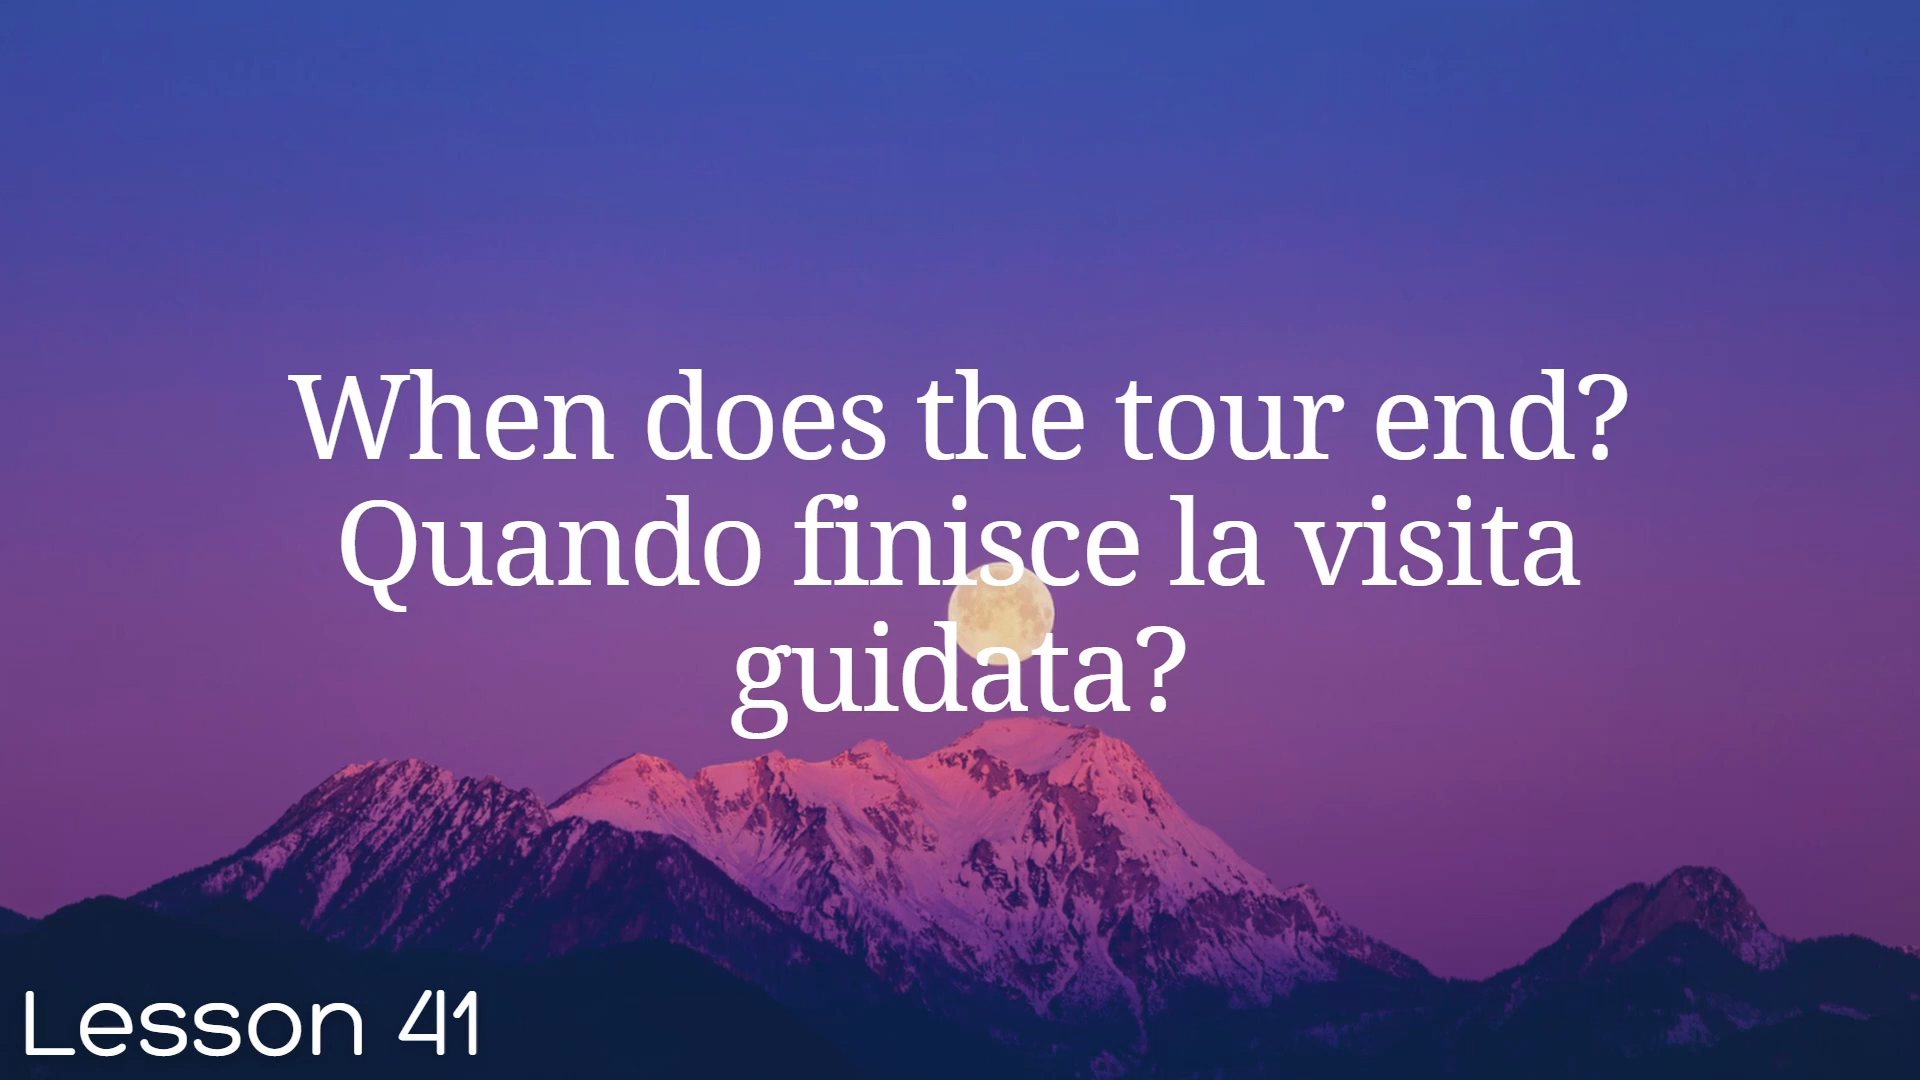 When does the tour end?
Quando finisce la visita
guidata?
Lesson 41